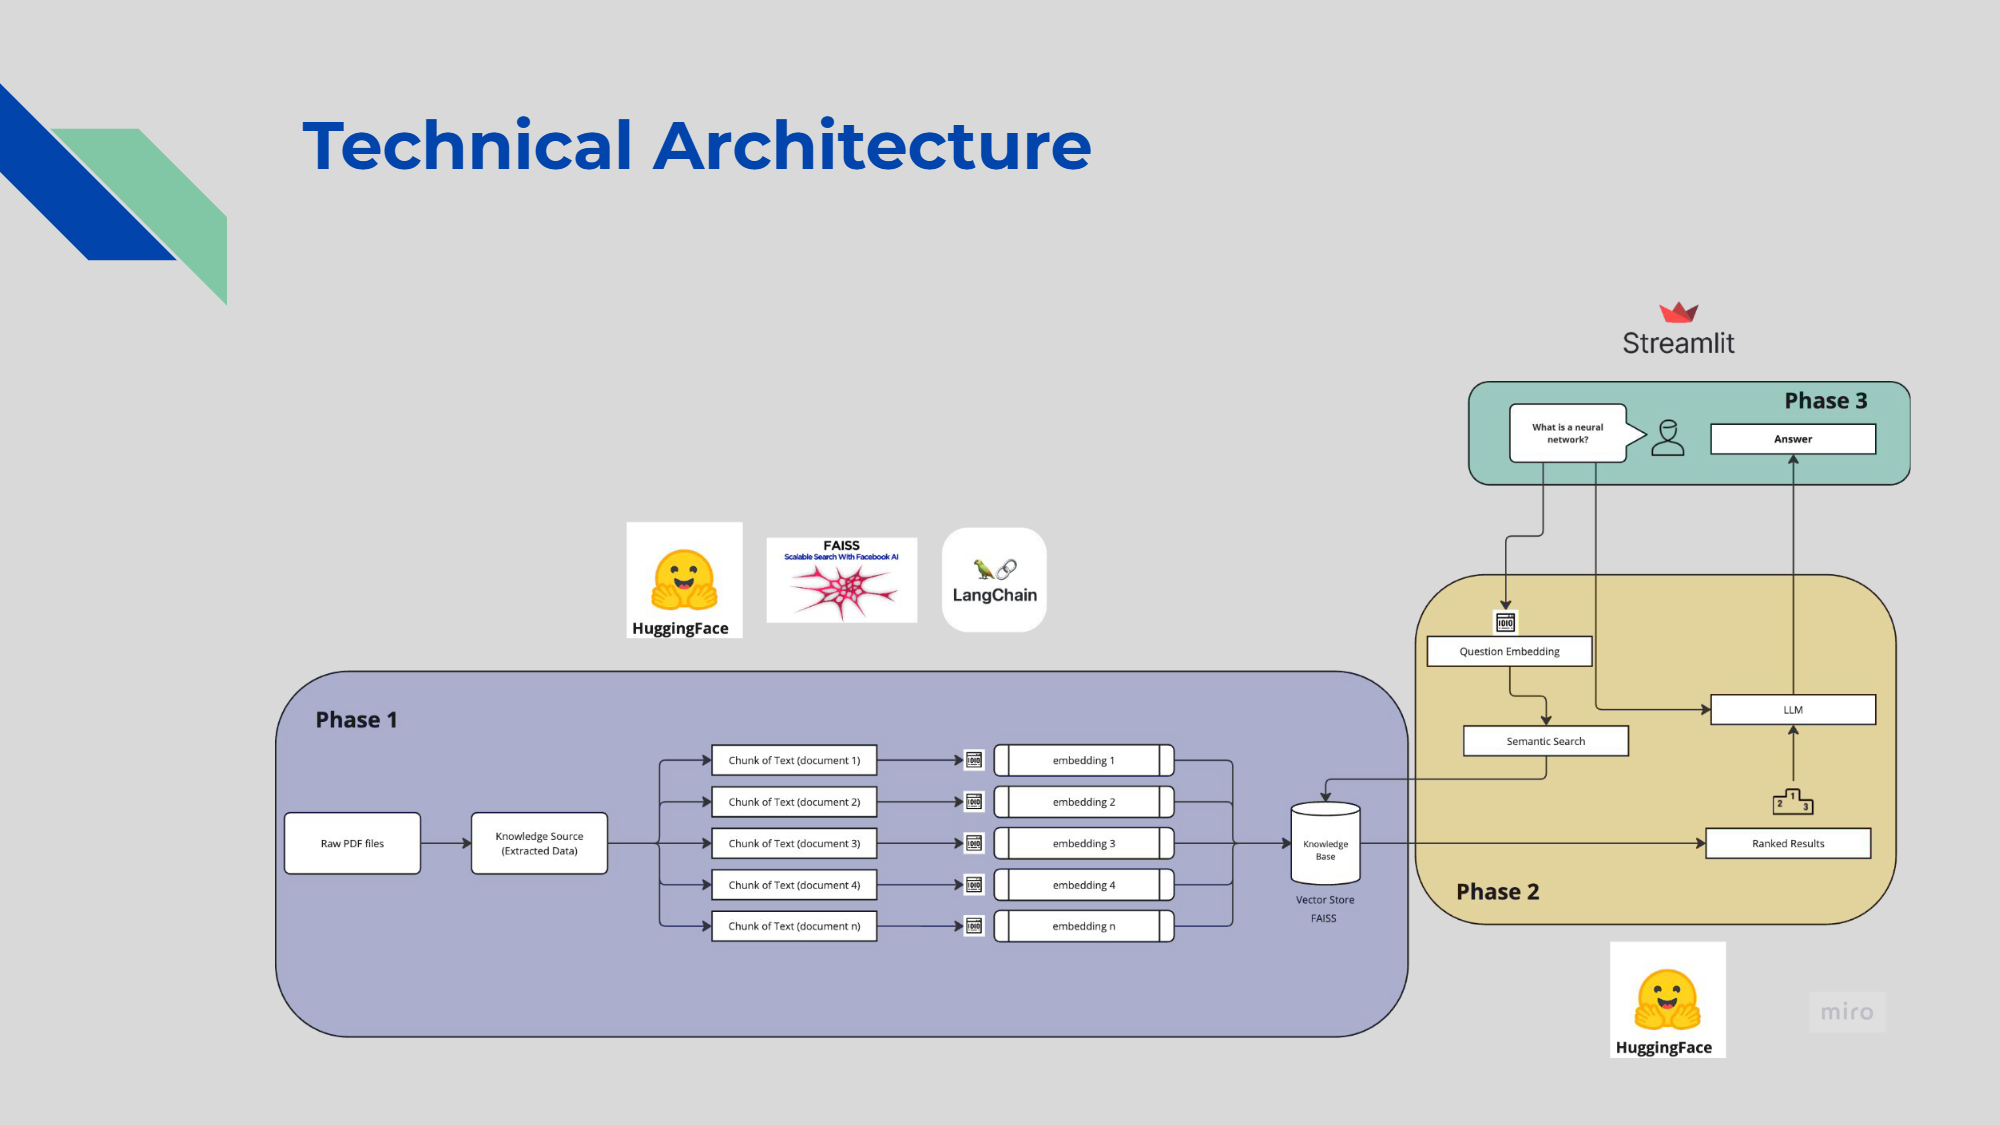 Technical Architecture
Streamlit
Phase 3
What is a neural
network?
Answer
HuggingFace
FAISS
Scalable Search With Facebook AI
LangChain
Phase 1
Raw PDF files
Knowledge Source
(Extracted Data)
Chunk of Text (document 1)
Chunk of Text (document 2)
Chunk of Text (document 3)
Chunk of Text (document 4)
Chunk of Text (document n)
embedding 1
embedding 2
embedding 3
embedding 4
embedding n
Knowledge
Base
Vector Store
FAISS
Question Embedding
Semantic Search
LLM
2 1 3
Ranked Results
Phase 2
HuggingFace
miro